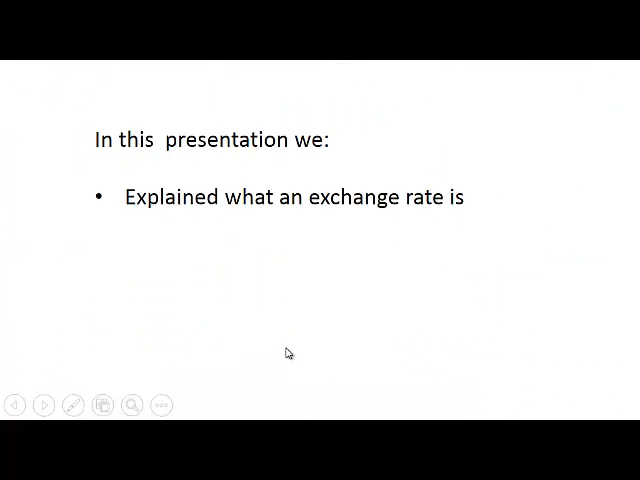 In this presentation we:
• Explained what an exchange rate is